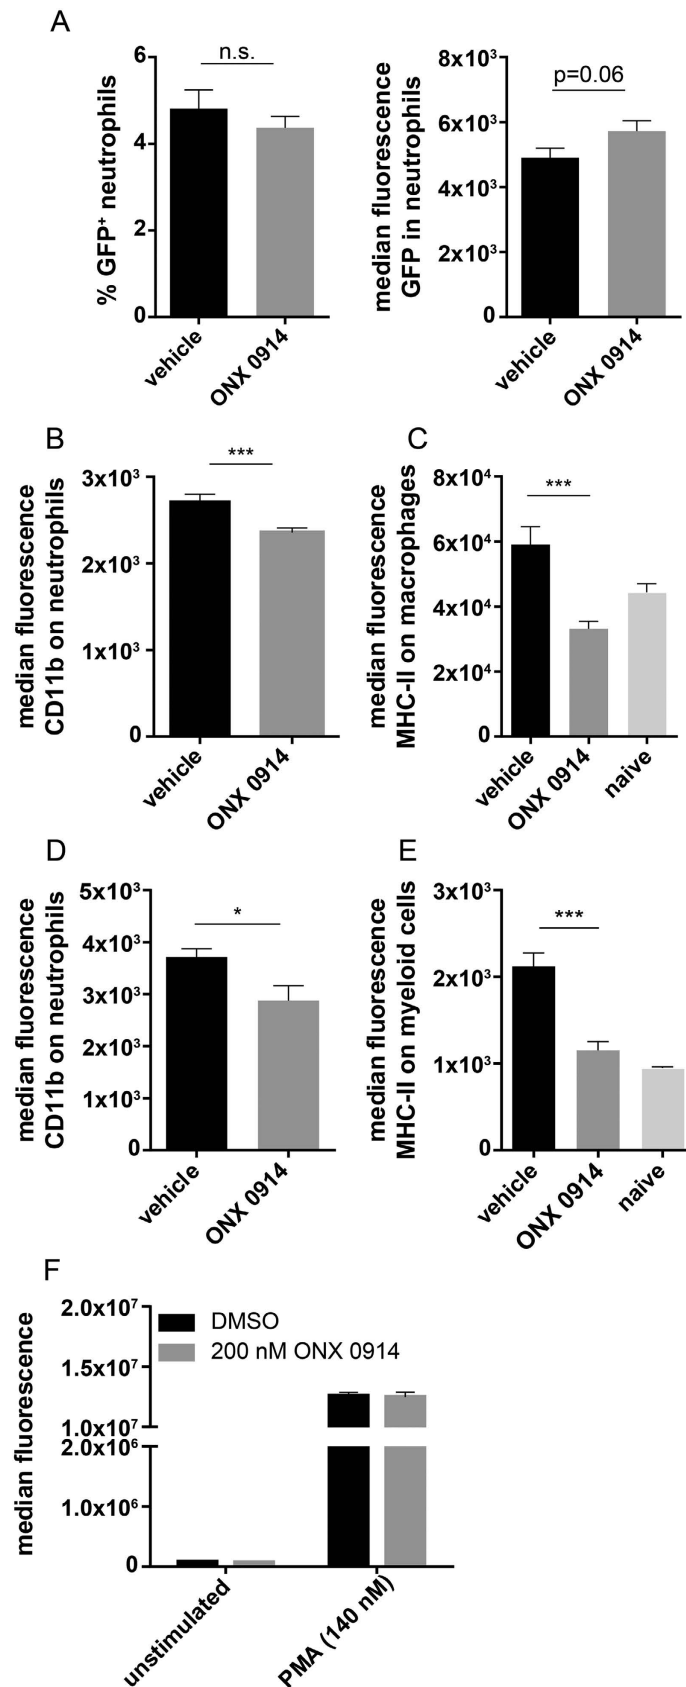 A
% GFP⁺ neutrophils
6
4
2
0
n.s.
vehicle
ONX 0914
median fluorescence
GFP in neutrophils
8x10³
6x10³
4x10³
2x10³
0
p=0.06
vehicle
ONX 0914
B
median fluorescence
CD11b on neutrophils
3x10³
2x10³
1x10³
0
***
vehicle
ONX 0914
C
median fluorescence
MHC-II on macrophages
8x10⁴
6x10⁴
4x10⁴
2x10⁴
0
***
vehicle
ONX 0914
naive
D
median fluorescence
CD11b on neutrophils
5x10³
4x10³
3x10³
2x10³
1x10³
0
*
vehicle
ONX 0914
E
median fluorescence
MHC-II on myeloid cells
3x10³
2x10³
1x10³
0
***
vehicle
ONX 0914
naive
F
median fluorescence
2.0x10⁷
1.5x10⁷
1.0x10⁷
2.0x10⁶
1.0x10⁶
0
DMSO
200 nM ONX 0914
unstimulated
PMA (140 nM)